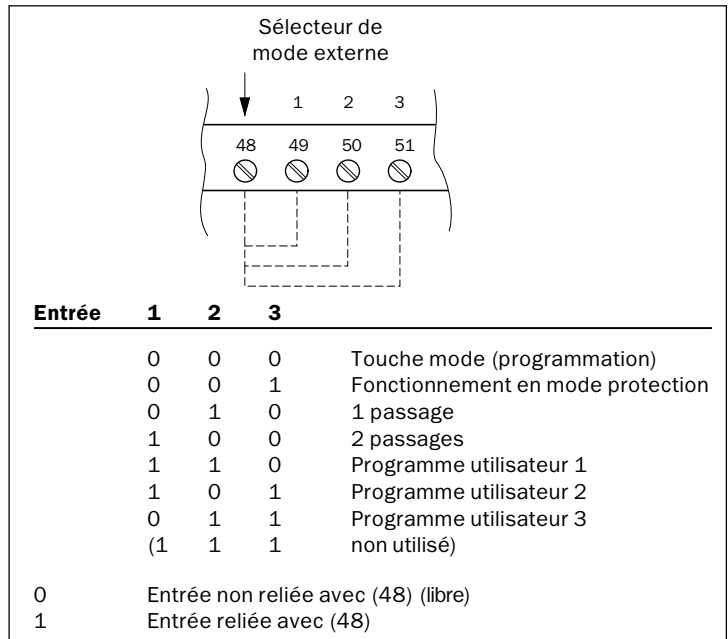 Sélecteur de
mode externe
1 2 3
48 49 50 51
Entrée 1 2 3
0 0 0 Touche mode (programmation)
0 0 1 Fonctionnement en mode protection
0 1 0 1 passage
1 0 0 2 passages
1 1 0 Programme utilisateur 1
1 0 1 Programme utilisateur 2
0 1 1 Programme utilisateur 3
(1 1 1 non utilisé)
0 Entrée non reliée avec (48) (libre)
1 Entrée reliée avec (48)